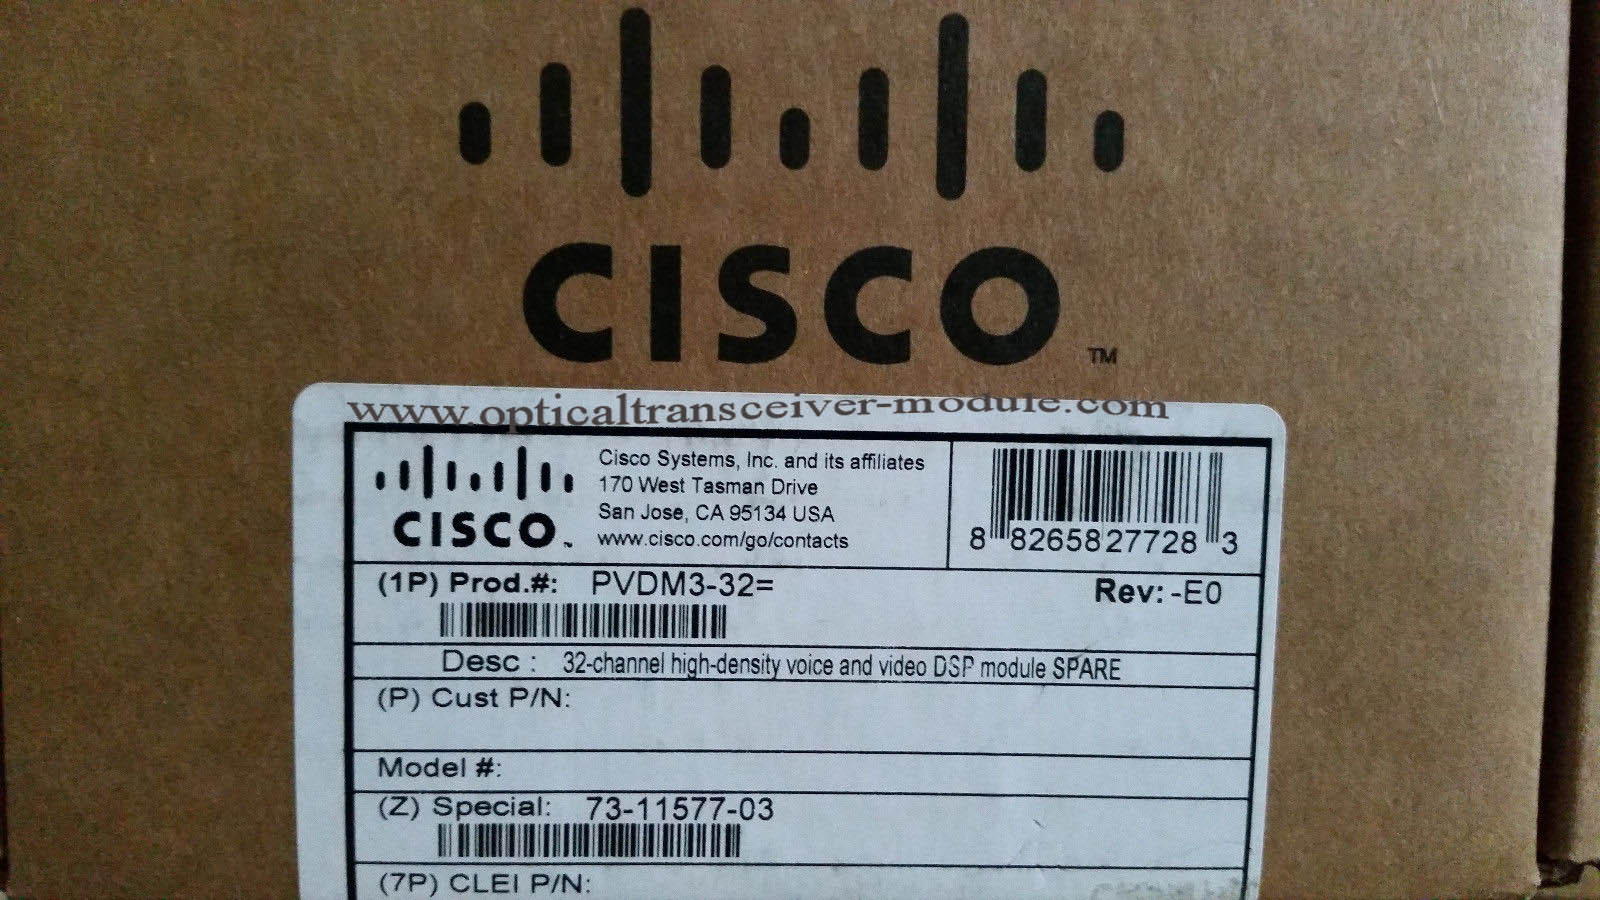 CISCO
TM
www.opticaltransceiver-module.com
CISCO
Cisco Systems, Inc. and its affiliates
170 West Tasman Drive
San Jose, CA 95134 USA
www.cisco.com/go/contacts
8 8265827728 3
(1P) Prod.#: PVDM3-32=
Rev: -E0
Desc : 32-channel high-density voice and video DSP module SPARE
(P) Cust P/N:
Model #:
(Z) Special: 73-11577-03
(7P) CLEI P/N: